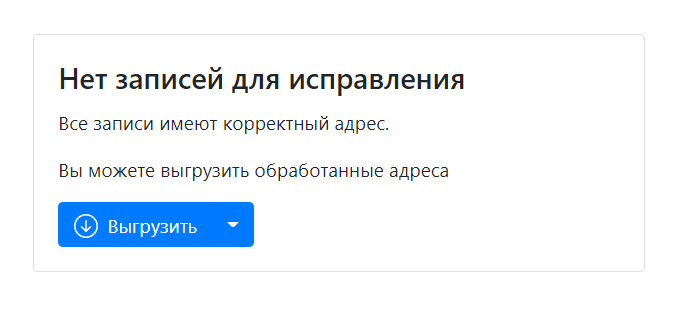 Нет записей для исправления
Все записи имеют корректный адрес.
Вы можете выгрузить обработанные адреса
Выгрузить